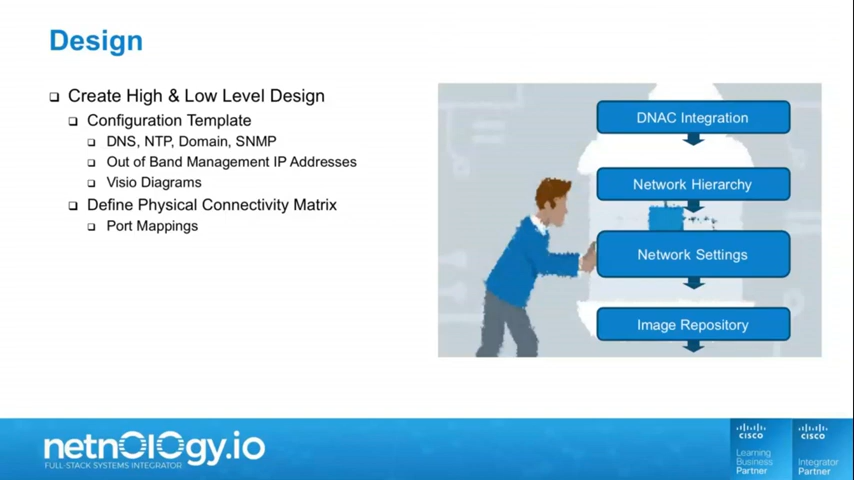 Design
Create High & Low Level Design
Configuration Template
DNS, NTP, Domain, SNMP
Out of Band Management IP Addresses
Visio Diagrams
Define Physical Connectivity Matrix
Port Mappings
DNAC Integration
Network Hierarchy
Network Settings
Image Repository
netnology.io
FULL-STACK SYSTEMS INTEGRATOR
CISCO
Learning
Business
Partner
CISCO
Integrator
Partner